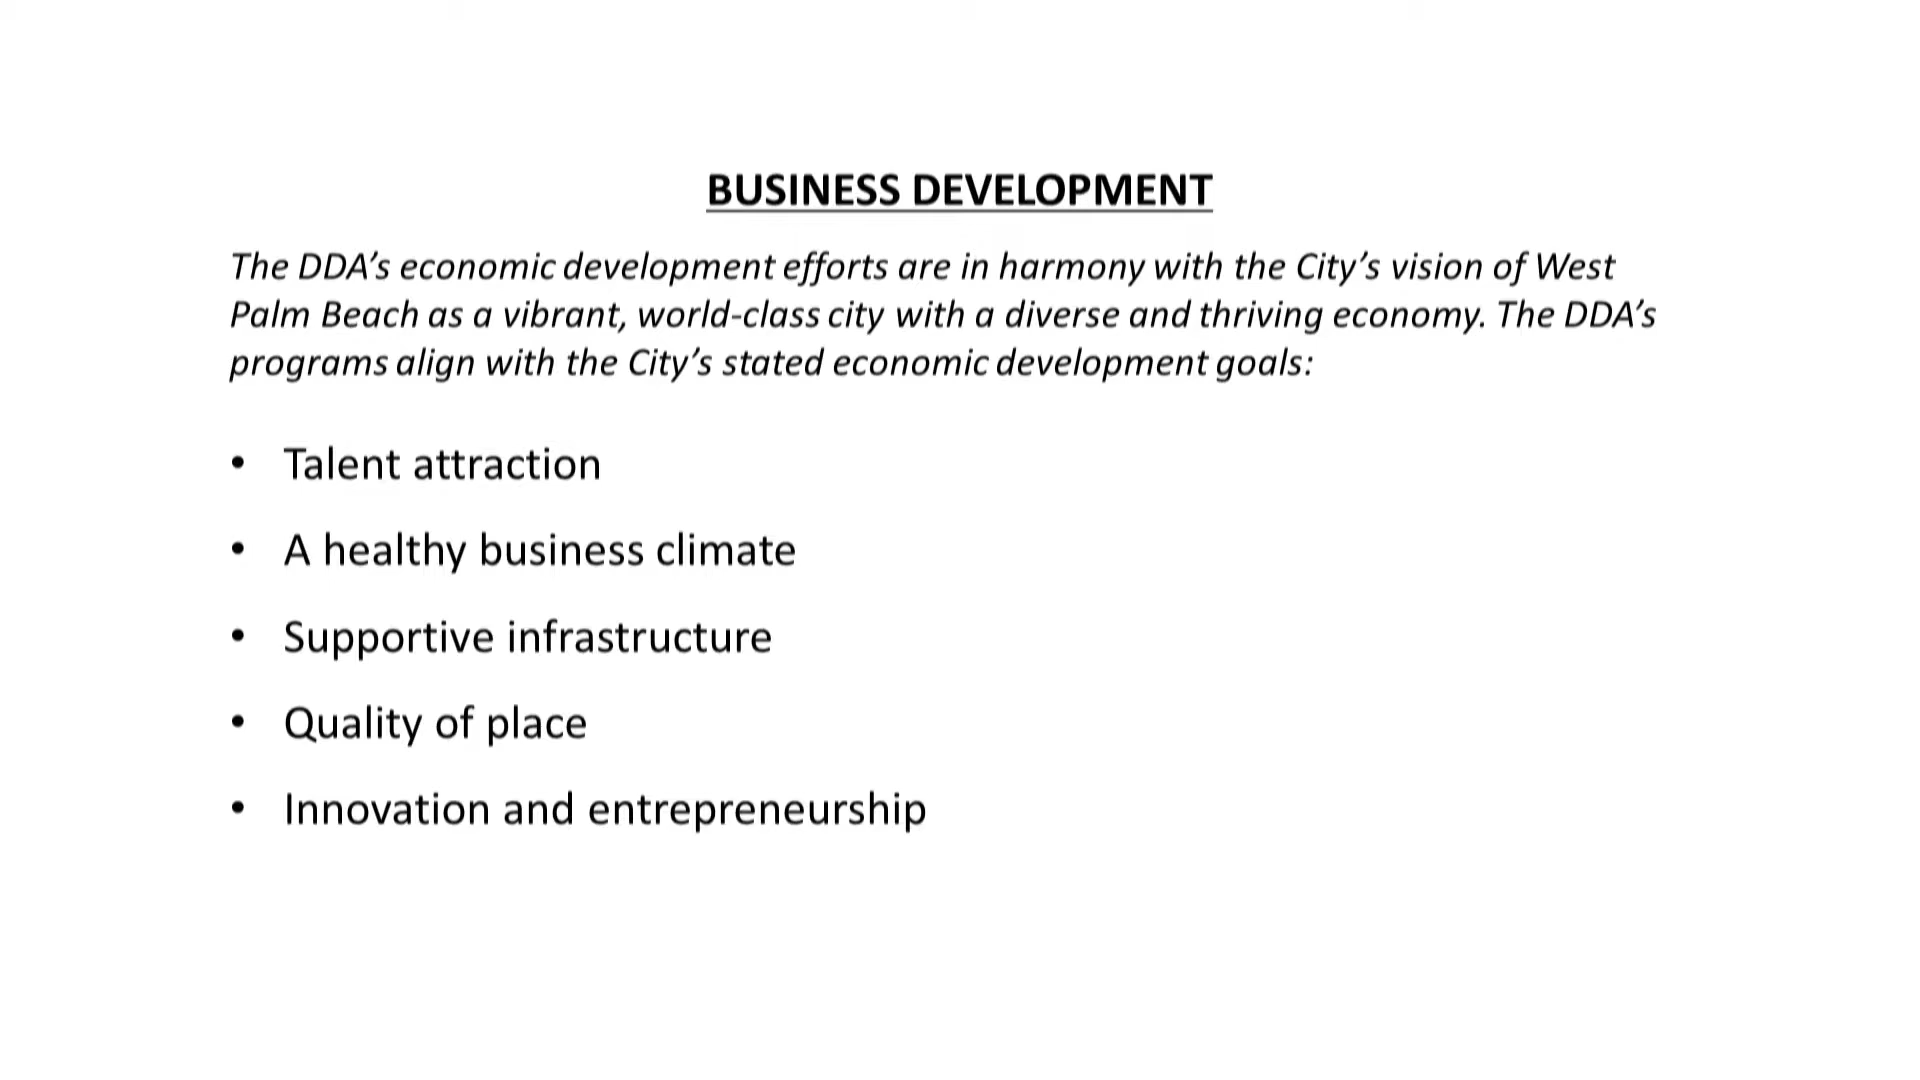 BUSINESS DEVELOPMENT
The DDA’s economic development efforts are in harmony with the City’s vision of West
Palm Beach as a vibrant, world-class city with a diverse and thriving economy. The DDA’s
programs align with the City’s stated economic development goals:
• Talent attraction
• A healthy business climate
• Supportive infrastructure
• Quality of place
• Innovation and entrepreneurship